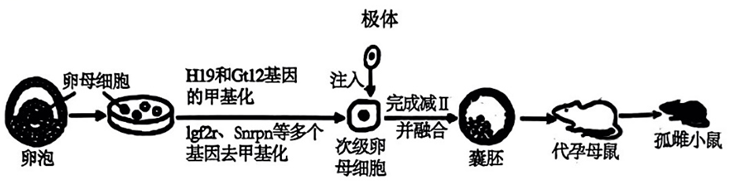 极体
卵母细胞
H19和Gt12基因
的甲基化
注入
完成减Ⅱ
lgf2r、Snrpn等多个
基因去甲基化
次级卵
母细胞
并融合
卵泡
囊胚
代孕母鼠
孤雌小鼠